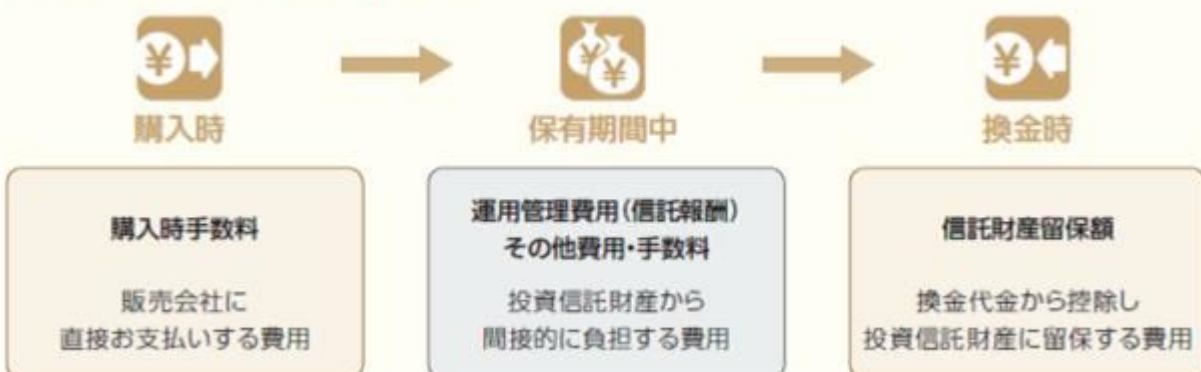 購入時
保有期間中
換金時
購入時手数料
販売会社に
直接お支払いする費用
運用管理費用(信託報酬)
その他費用・手数料
投資信託財産から
間接的に負担する費用
信託財産留保額
換金代金から控除し
投資信託財産に留保する費用